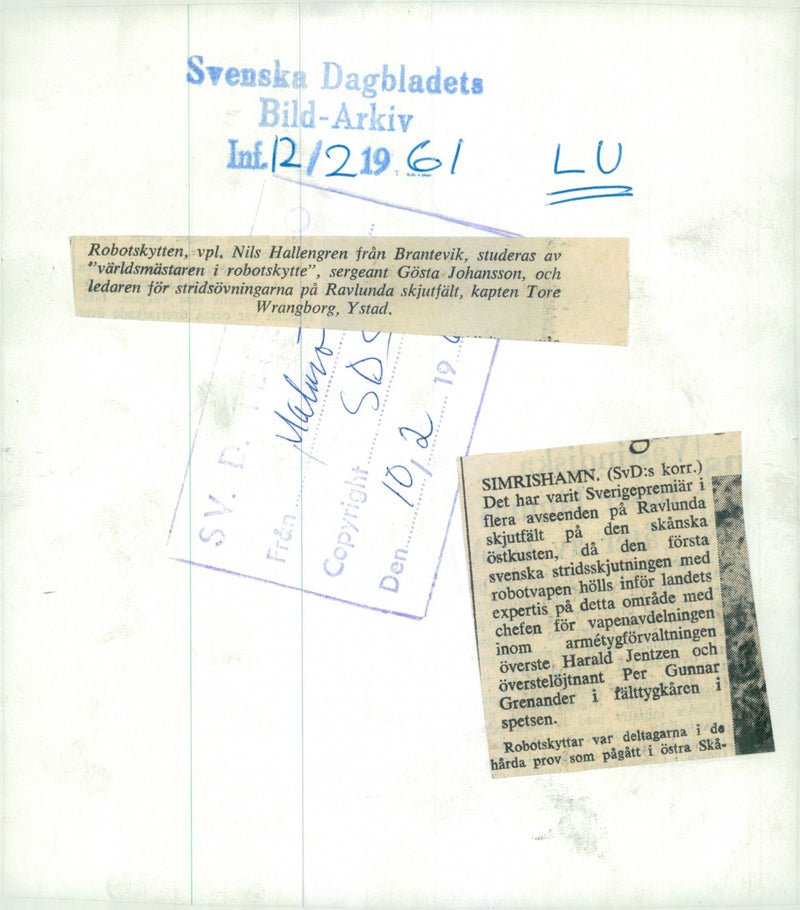 Svenska Dagbladets
Bild-Arkiv
Inf. 12/2 19 61
LU
Robotskytten, vpl. Nils Hallengren från Brantevik, studeras av
"världsmästaren i robotskytte", sergeant Gösta Johansson, och
ledaren för stridsövningarna på Ravlunda skjutfält, kapten Tore
Wrangborg, Ystad.
SV. D.
Från Malmö
Copyright SDS
Den 10/2 19
SIMRISHAMN. (SvD:s korr.)
Det har varit Sverigepremiär i
flera avseenden på Ravlunda
skjutfält på den skånska
östkusten, då den första
svenska stridsskjutningen med
robotvapen hölls inför landets
expertis på detta område med
chefen för vapenavdelningen
inom armétygförvaltningen
överste Harald Jentzen och
överstelöjtnant Per Gunnar
Grenander i fälttygkåren i
spetsen.
Robotskyttar var deltagarna i de
hårda prov som pågått i östra Skå-